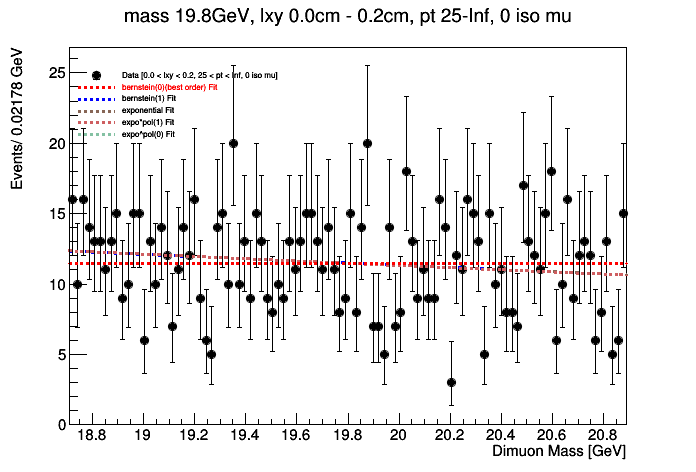 mass 19.8GeV, lxy 0.0cm - 0.2cm, pt 25-Inf, 0 iso mu
Events/ 0.02178 GeV
25
20
15
10
5
0
Data [0.0 < lxy < 0.2, 25 < pt < Inf, 0 iso mu]
bernstein(0)(best order) Fit
bernstein(1) Fit
exponential Fit
expo*pol(1) Fit
expo*pol(0) Fit
18.8 19 19.2 19.4 19.6 19.8 20 20.2 20.4 20.6 20.8
Dimuon Mass [GeV]